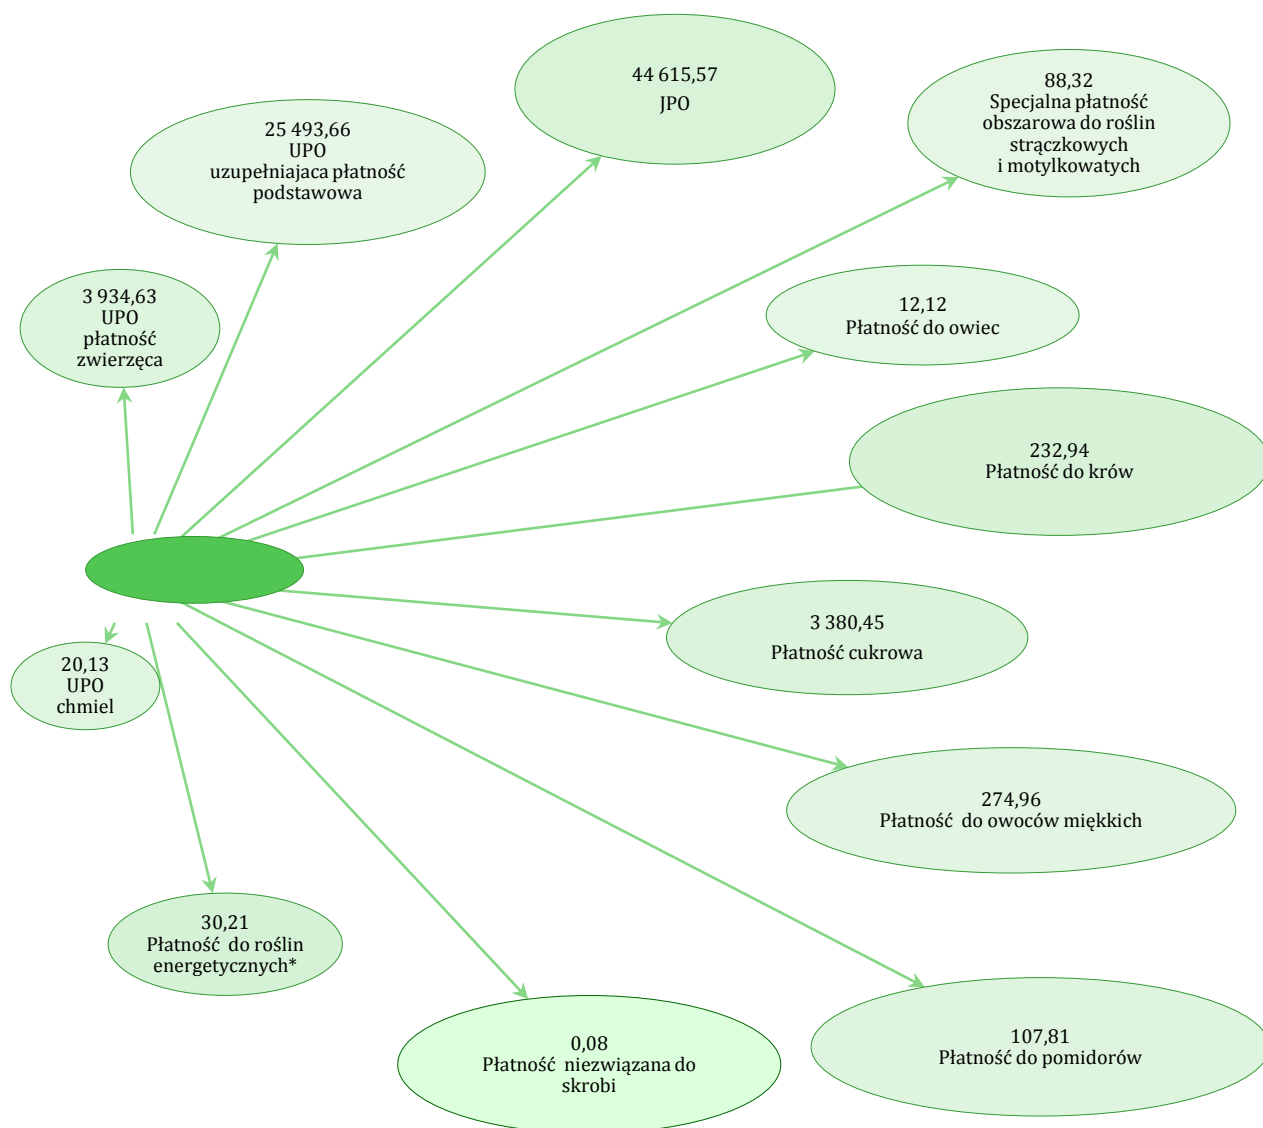 44 615,57
JPO
88,32
Specjalna płatność
obszarowa do roślin
strączkowych
i motylkowatych
25 493,66
UPO
uzupełniajaca płatność
podstawowa
3 934,63
UPO
płatność
zwierzęca
12,12
Płatność do owiec
232,94
Płatność do krów
3 380,45
Płatność cukrowa
20,13
UPO
chmiel
274,96
Płatność do owoców miękkich
30,21
Płatność do roślin
energetycznych*
0,08
Płatność niezwiązana do
skrobi
107,81
Płatność do pomidorów